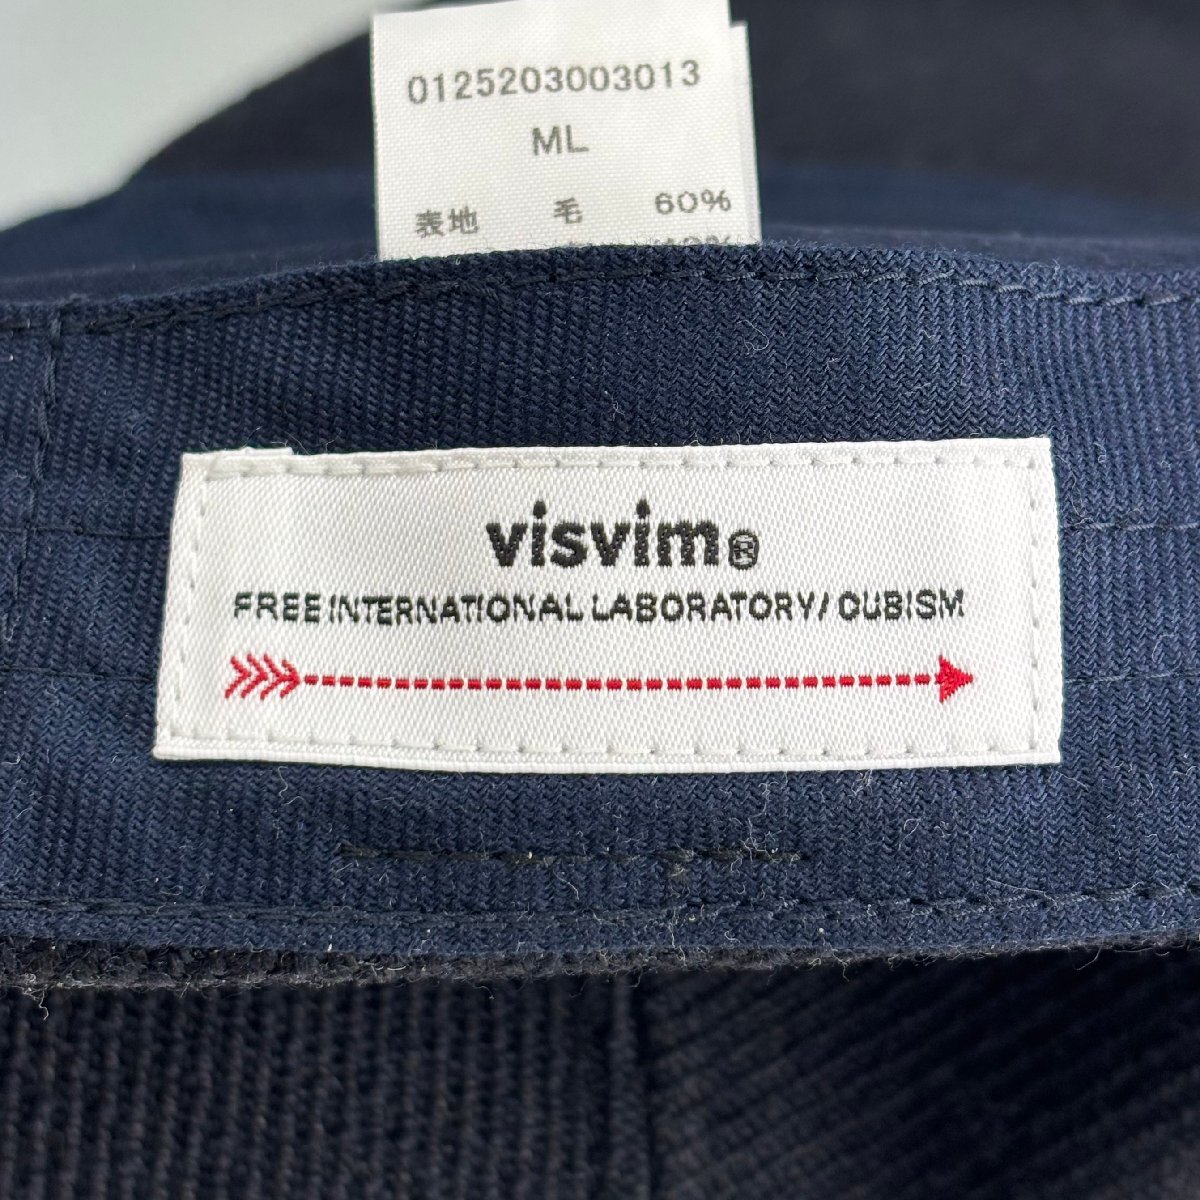 0125203003013
ML
表地 毛 60%
visvim®
FREE INTERNATIONAL LABORATORY/ CUBISM